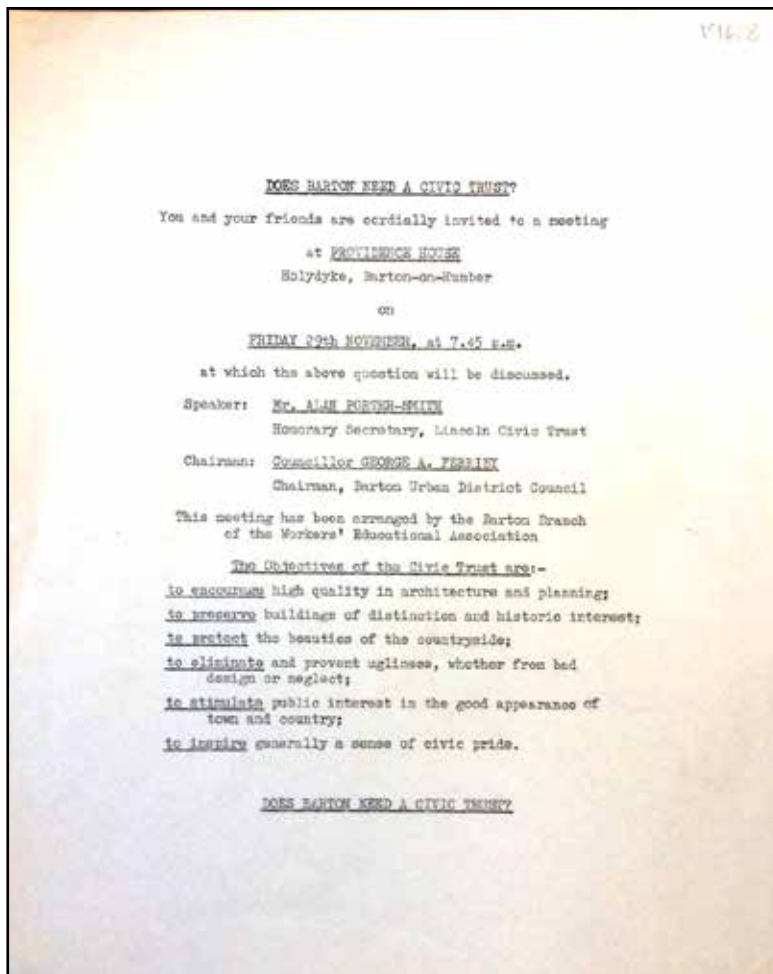 1968
DOES BARTON NEED A CIVIC TRUST?
You and your friends are cordially invited to a meeting
at PROVIDENCE HOUSE
Holydyke, Barton-on-Humber
on
FRIDAY 29th NOVEMBER, at 7.45 p.m.
at which the above question will be discussed.
Speaker: Mr. ALAN PORTER-SMITH
Honorary Secretary, Lincoln Civic Trust
Chairman: Councillor GEORGE A. FERRIBY
Chairman, Barton Urban District Council
This meeting has been arranged by the Barton Branch
of the Workers' Educational Association
The Objectives of the Civic Trust are:-
to encourage high quality in architecture and planning;
to preserve buildings of distinction and historic interest;
to protect the beauties of the countryside;
to eliminate and prevent ugliness, whether from bad
design or neglect;
to stimulate public interest in the good appearance of
town and country;
to inspire generally a sense of civic pride.
DOES BARTON NEED A CIVIC TRUST?